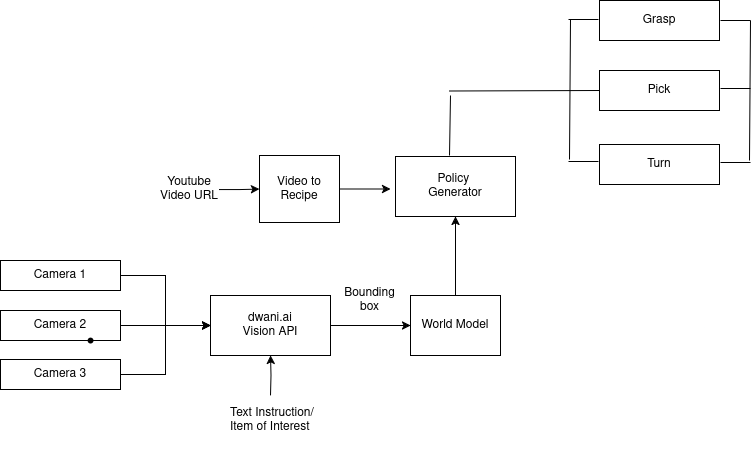 Grasp
Pick
Turn
Youtube
Video URL
Video to
Recipe
Policy
Generator
Camera 1
Camera 2
Camera 3
dwani.ai
Vision API
Bounding
box
World Model
Text Instruction/
Item of Interest